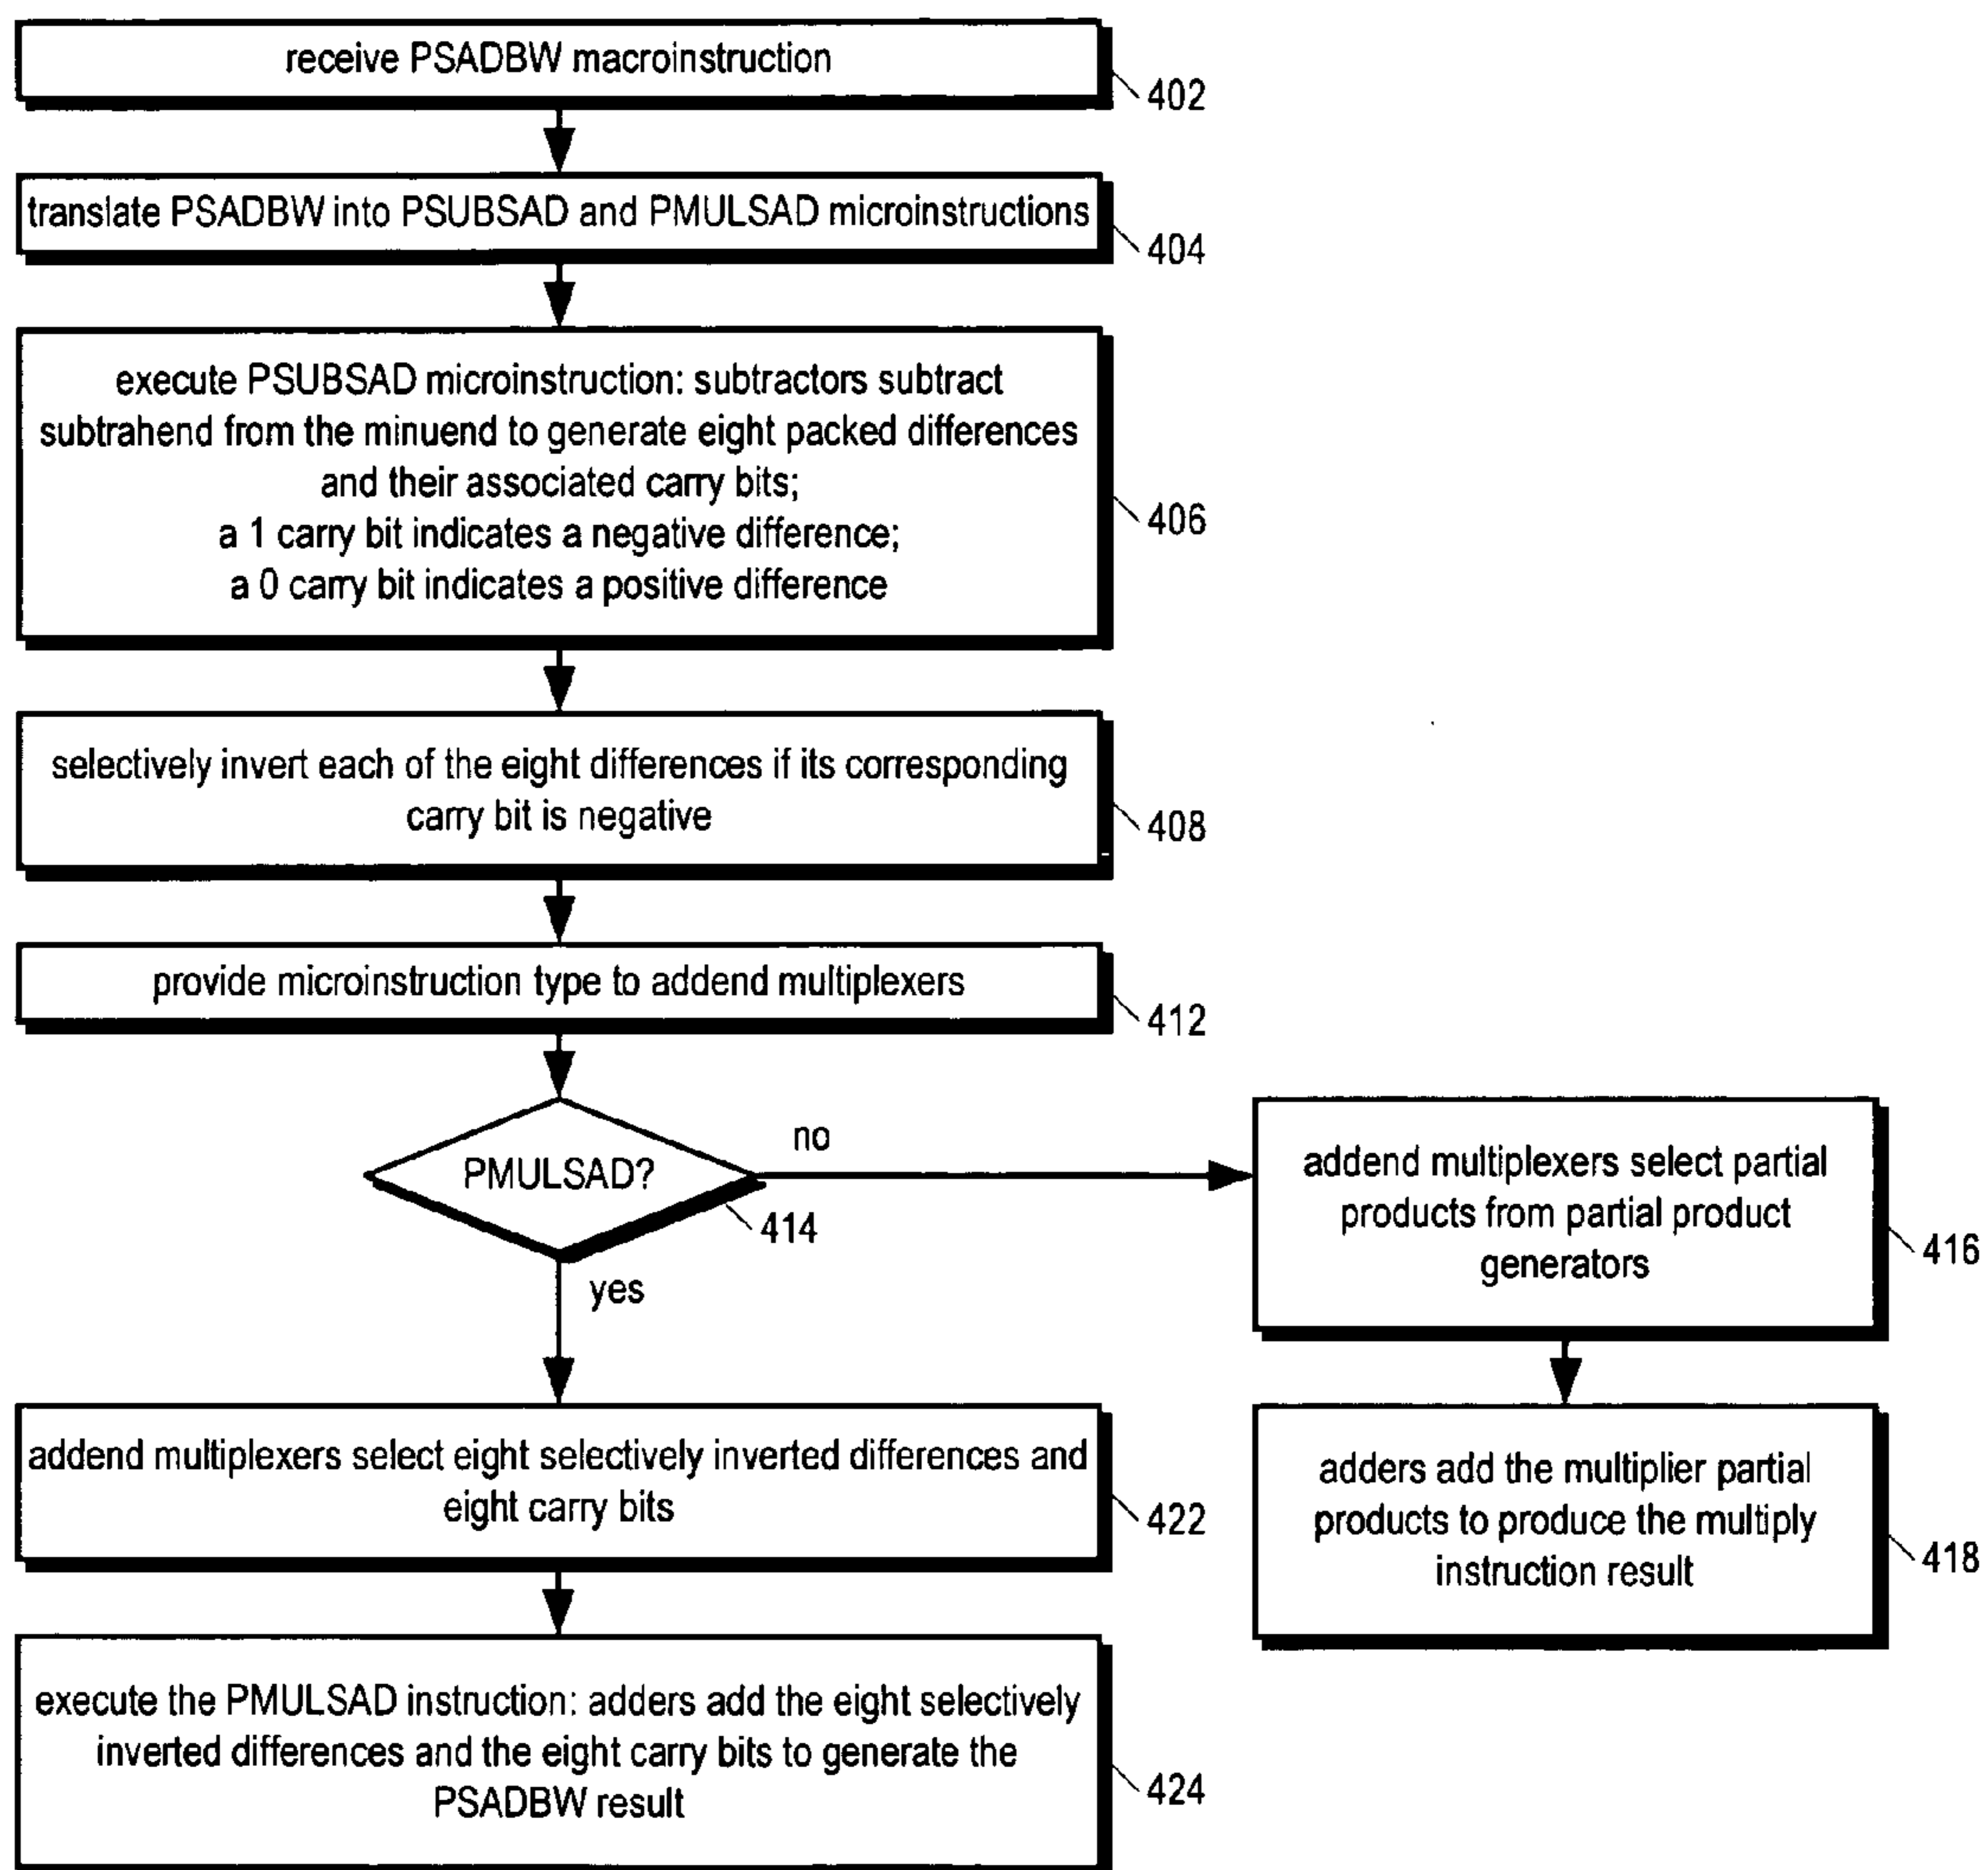 receive PSADBW macroinstruction
402
translate PSADBW into PSUBSAD and PMULSAD microinstructions
404
execute PSUBSAD microinstruction: subtractors subtract
subtrahend from the minuend to generate eight packed differences
and their associated carry bits;
a 1 carry bit indicates a negative difference;
a 0 carry bit indicates a positive difference
406
selectively invert each of the eight differences if its corresponding
carry bit is negative
408
provide microinstruction type to addend multiplexers
412
PMULSAD?
414
no
yes
addend multiplexers select partial
products from partial product
generators
416
adders add the multiplier partial
products to produce the multiply
instruction result
418
addend multiplexers select eight selectively inverted differences and
eight carry bits
422
execute the PMULSAD instruction: adders add the eight selectively
inverted differences and the eight carry bits to generate the
PSADBW result
424